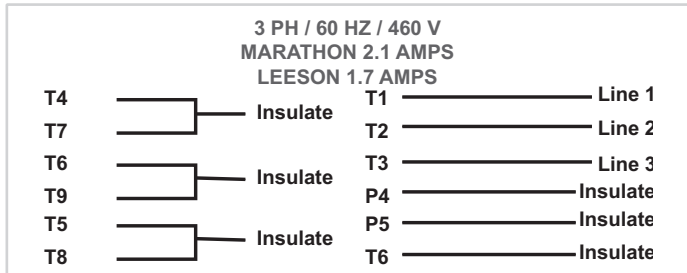 3 PH / 60 HZ / 460 V
MARATHON 2.1 AMPS
LEESON 1.7 AMPS
T4
T7
Insulate
T6
T9
Insulate
T5
T8
Insulate
T1 Line 1
T2 Line 2
T3 Line 3
P4 Insulate
P5 Insulate
T6 Insulate